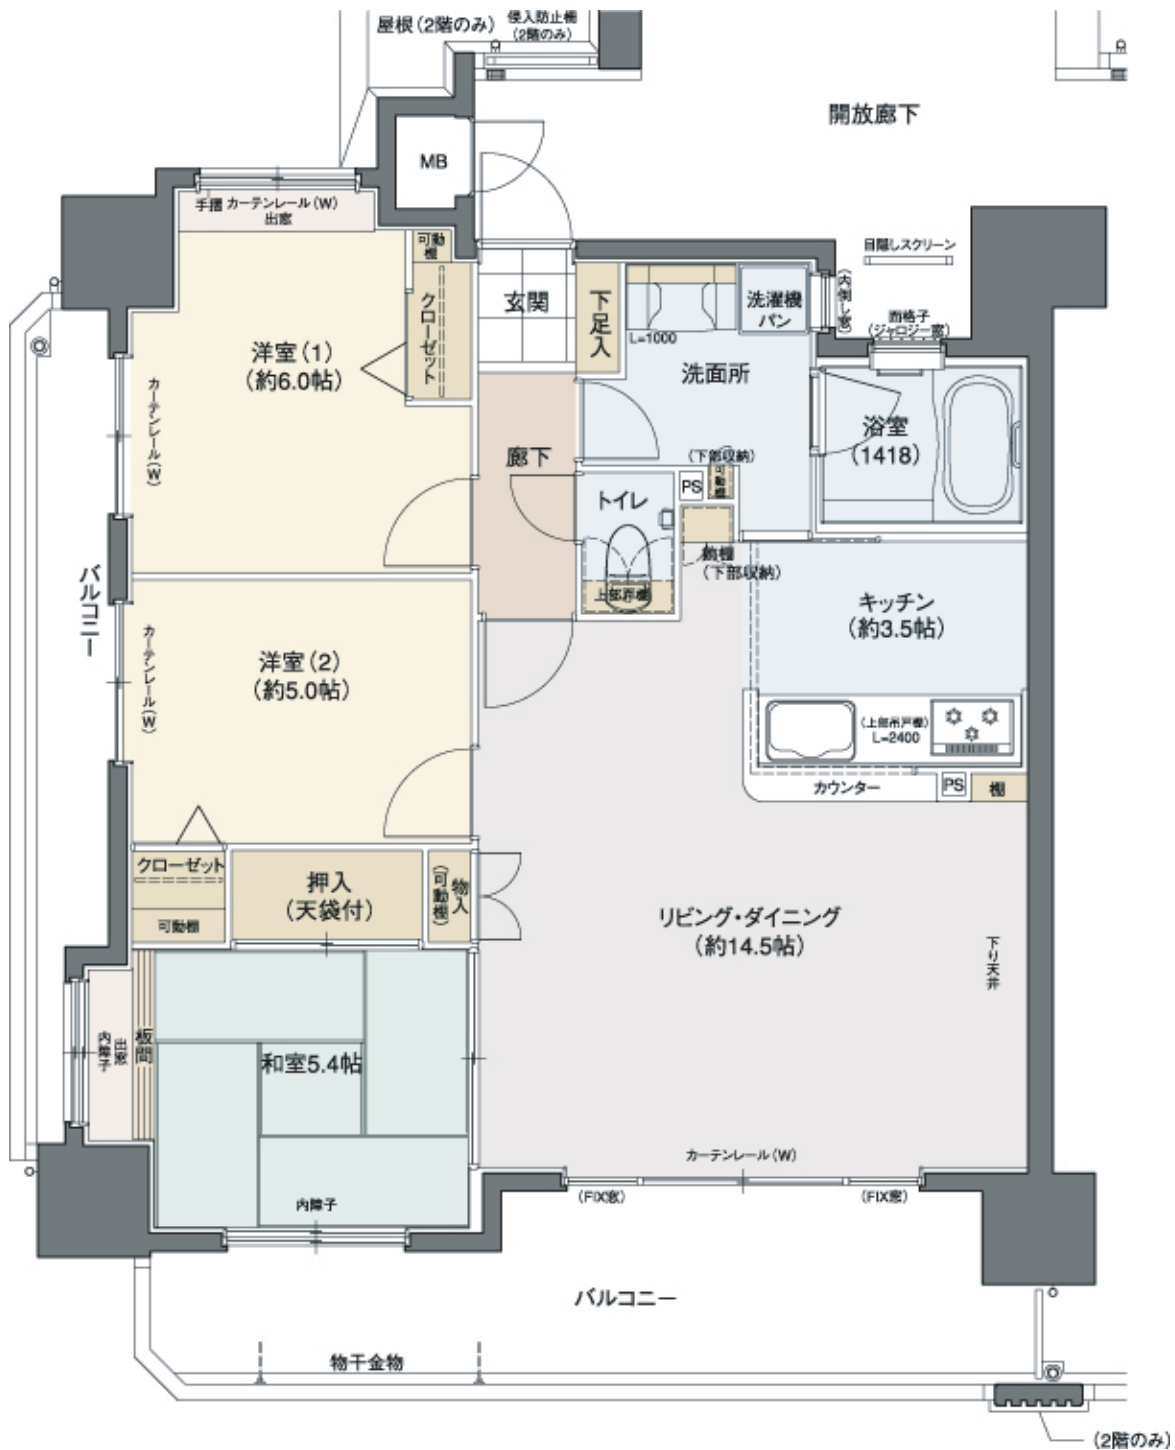 屋根（2階のみ）
侵入防止柵
（2階のみ）
開放廊下
MB
手摺 カーテンレール（W）
出窓
可動
棚
クローゼット
玄関
下足入
洗濯機
パン
L=1000
（内倒し窓）
目隠しスクリーン
面格子
（ジャロジー窓）
洋室（1）
（約6.0帖）
カーテンレール（W）
洗面所
浴室
（1418）
廊下
（下部収納）
トイレ
PS
可動棚
飾棚
（下部収納）
上部吊棚
キッチン
（約3.5帖）
バルコニー
洋室（2）
（約5.0帖）
カーテンレール（W）
（上部吊戸棚）
L=2400
カウンター
PS
棚
クローゼット
可動棚
押入
（天袋付）
物入
（可動棚）
リビング・ダイニング
（約14.5帖）
下り天井
板間
出窓
内障子
和室5.4帖
内障子
カーテンレール（W）
（FIX窓）
（FIX窓）
バルコニー
物干金物
（2階のみ）